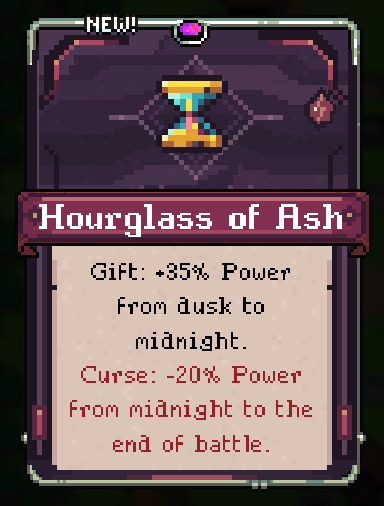 NEW!
Hourglass of Ash
Gift: +35% Power
from dusk to
midnight.
Curse: -20% Power
from midnight to the
end of battle.